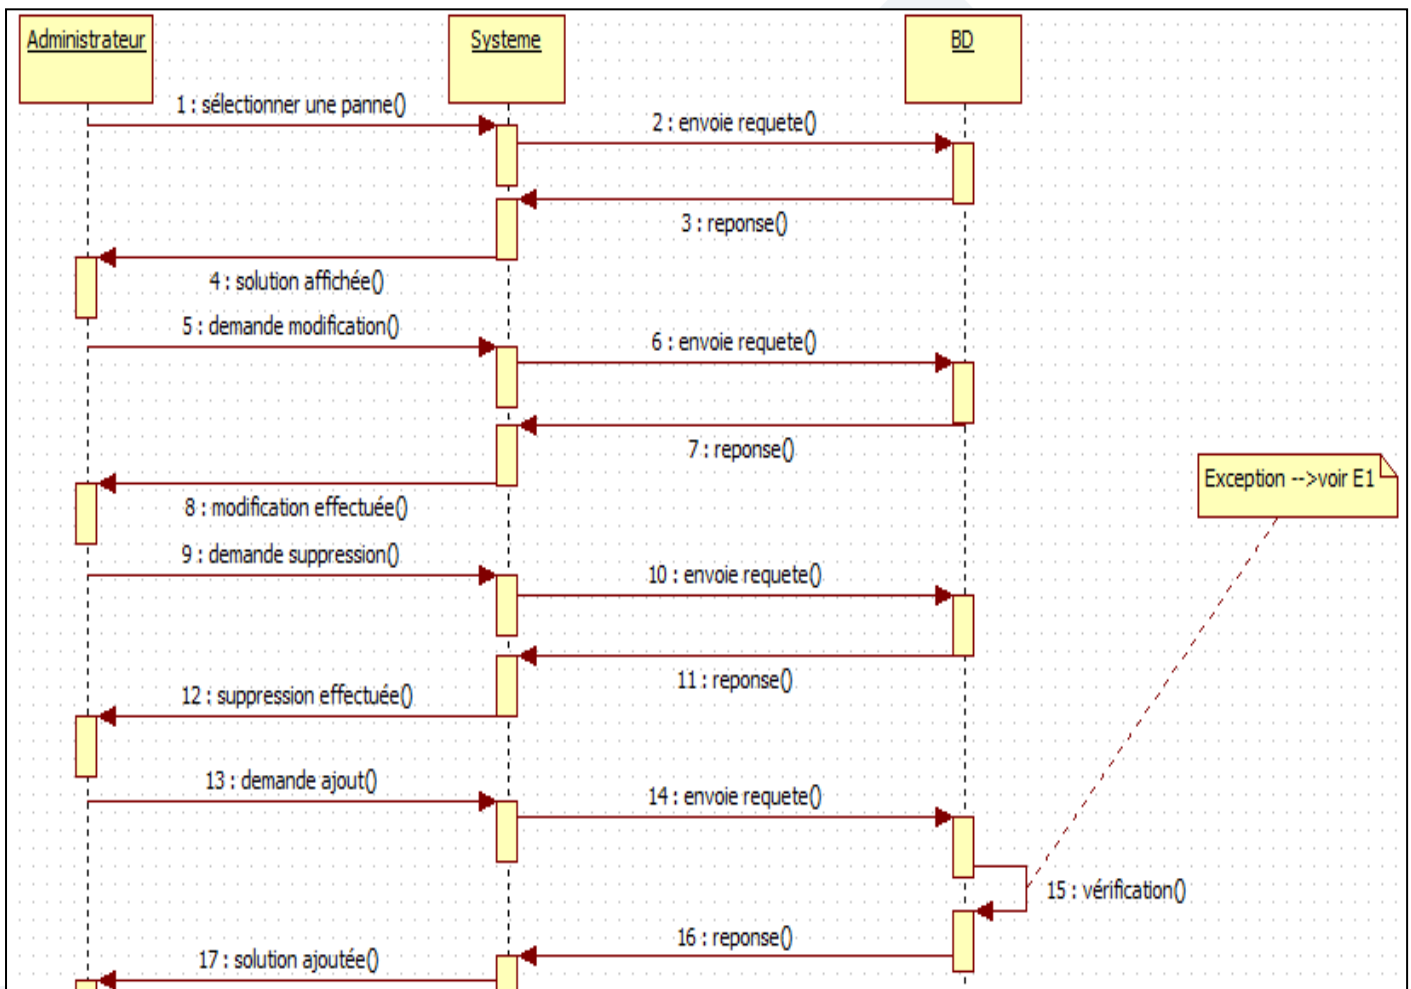 Administrateur
Systeme
BD
1 : sélectionner une panne()
2 : envoie requete()
3 : reponse()
4 : solution affichée()
5 : demande modification()
6 : envoie requete()
7 : reponse()
Exception -->voir E1
8 : modification effectuée()
9 : demande suppression()
10 : envoie requete()
11 : reponse()
12 : suppression effectuée()
13 : demande ajout()
14 : envoie requete()
15 : vérification()
16 : reponse()
17 : solution ajoutée()